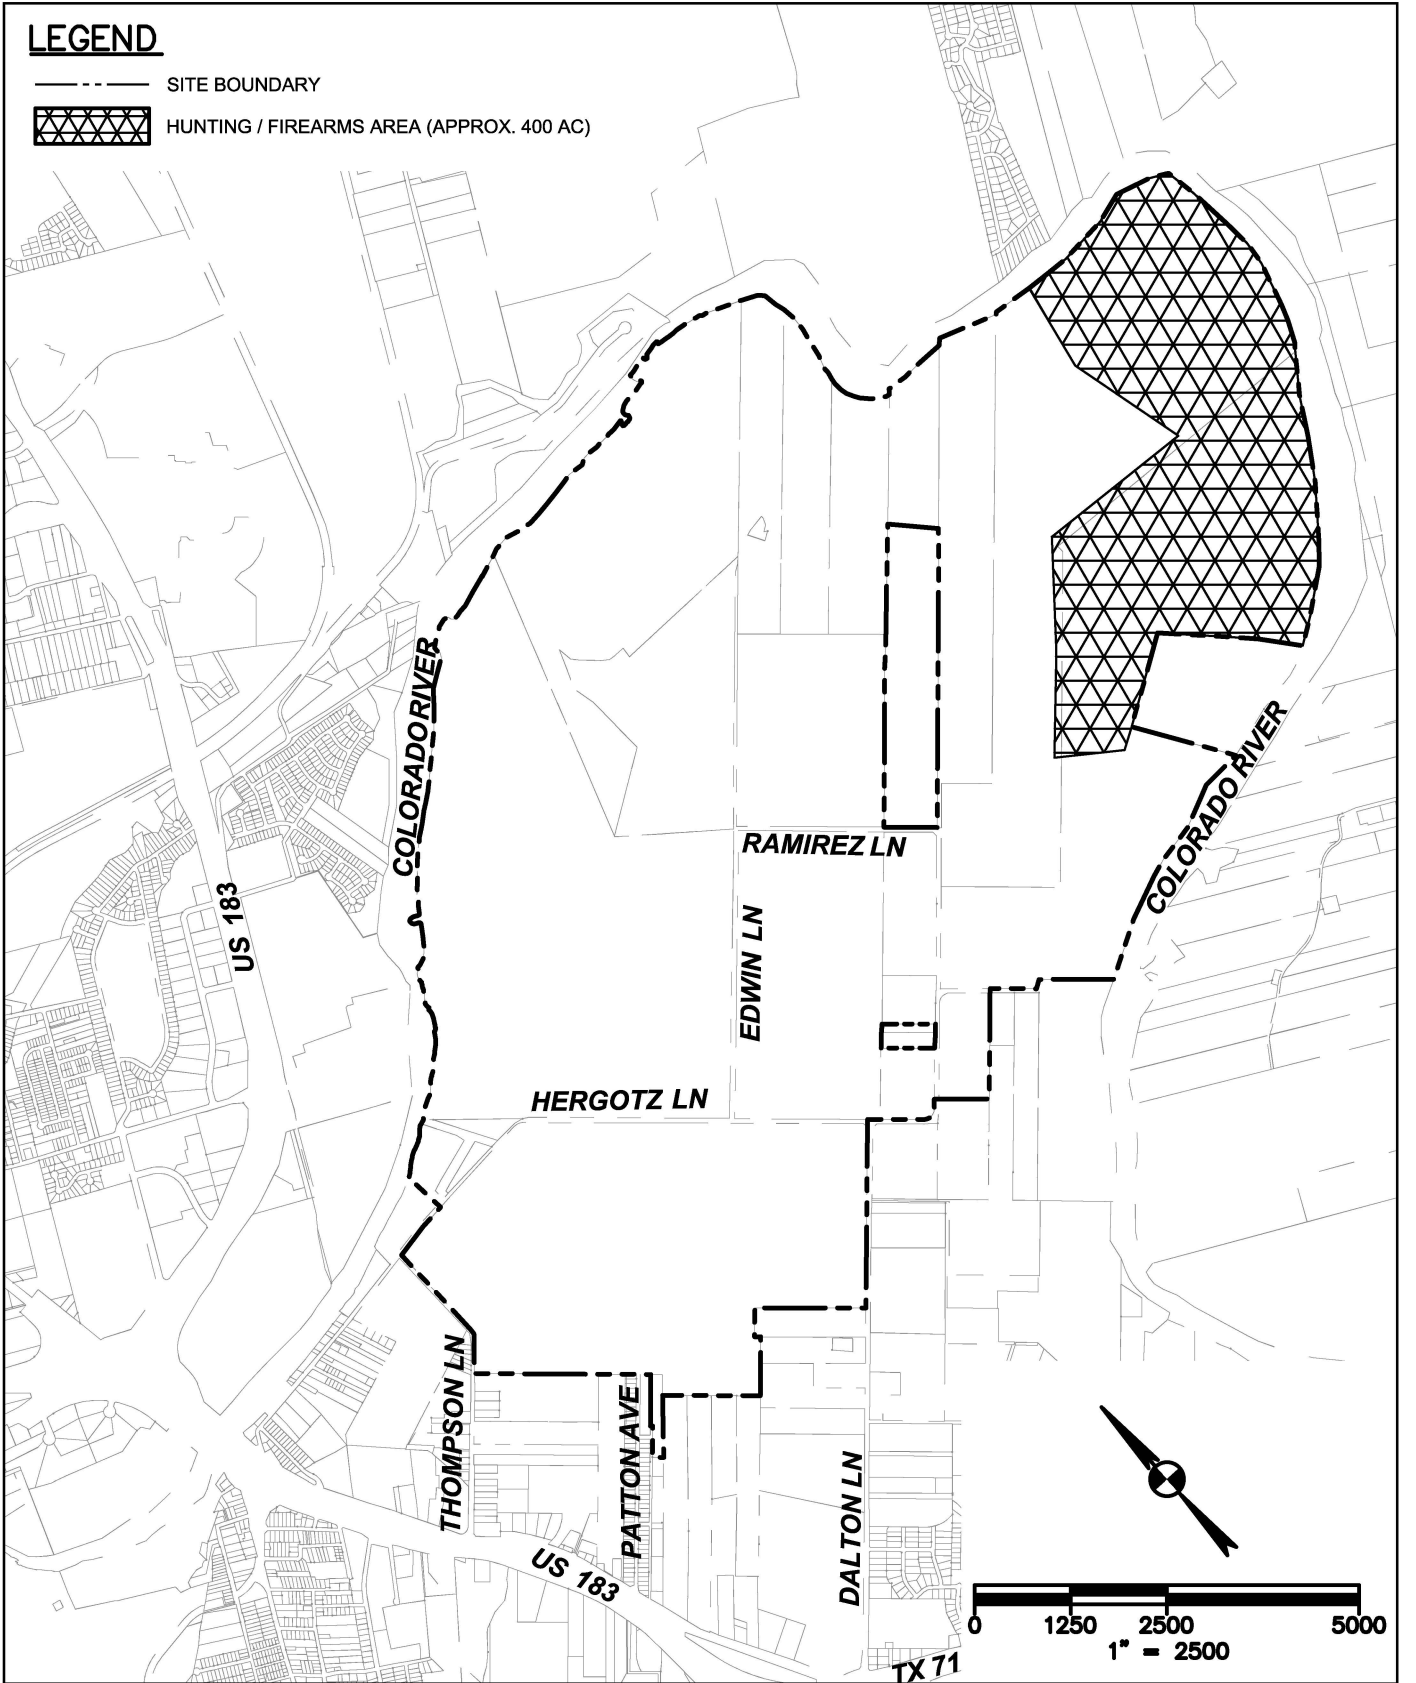 LEGEND
SITE BOUNDARY
HUNTING / FIREARMS AREA (APPROX. 400 AC)
COLORADO RIVER
COLORADO RIVER
RAMIREZ LN
US 183
EDWIN LN
HERGOTZ LN
THOMPSON LN
PATTON AVE
DALTON LN
US 183
TX 71
0 1250 2500 5000
1" = 2500